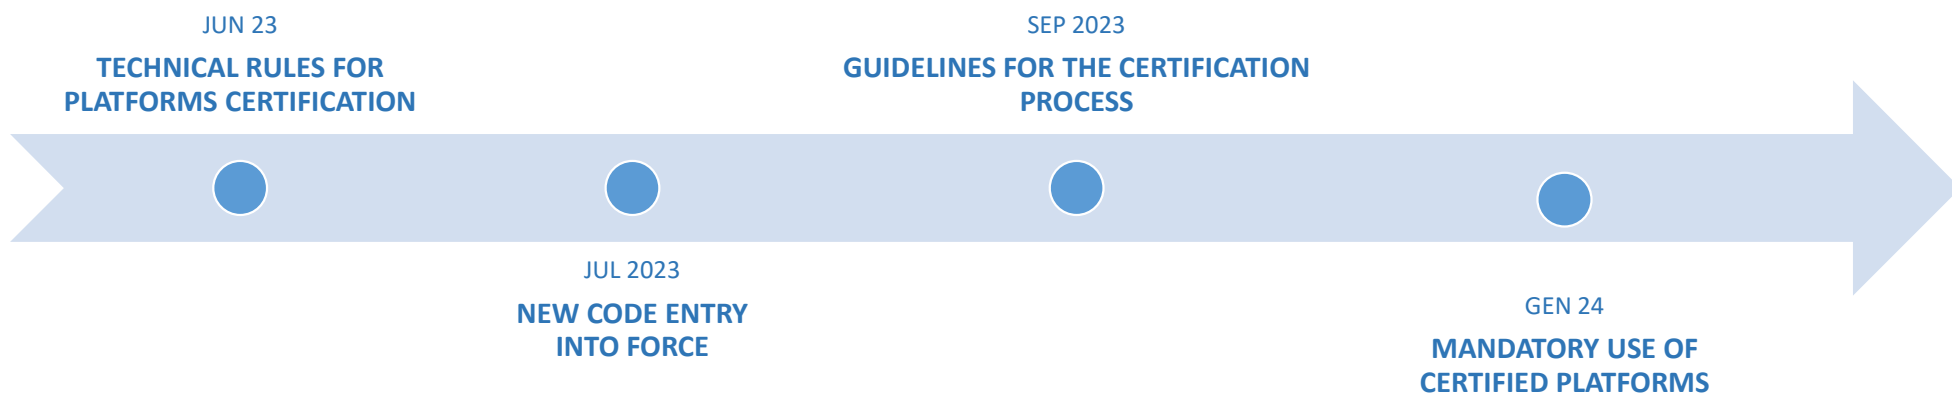 JUN 23
TECHNICAL RULES FOR
PLATFORMS CERTIFICATION
JUL 2023
NEW CODE ENTRY
INTO FORCE
SEP 2023
GUIDELINES FOR THE CERTIFICATION
PROCESS
GEN 24
MANDATORY USE OF
CERTIFIED PLATFORMS